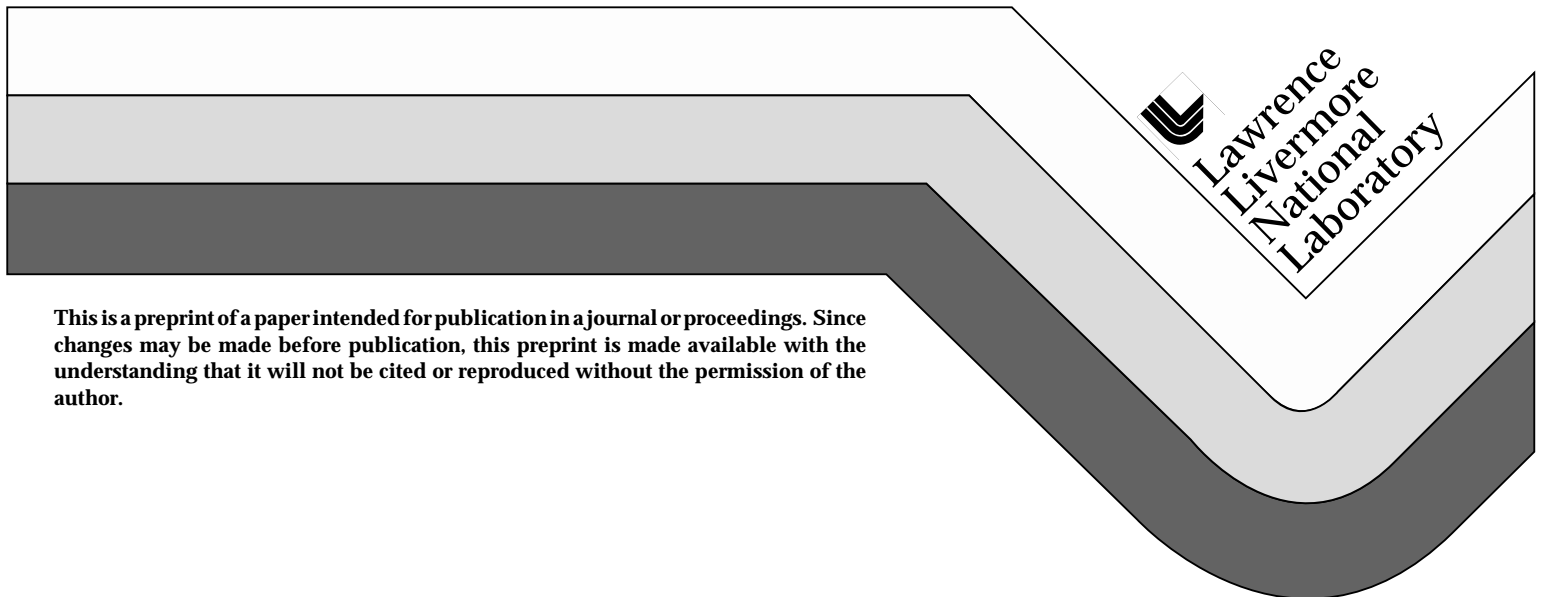 Lawrence
Livermore
National
Laboratory
This is a preprint of a paper intended for publication in a journal or proceedings. Since
changes may be made before publication, this preprint is made available with the
understanding that it will not be cited or reproduced without the permission of the
author.